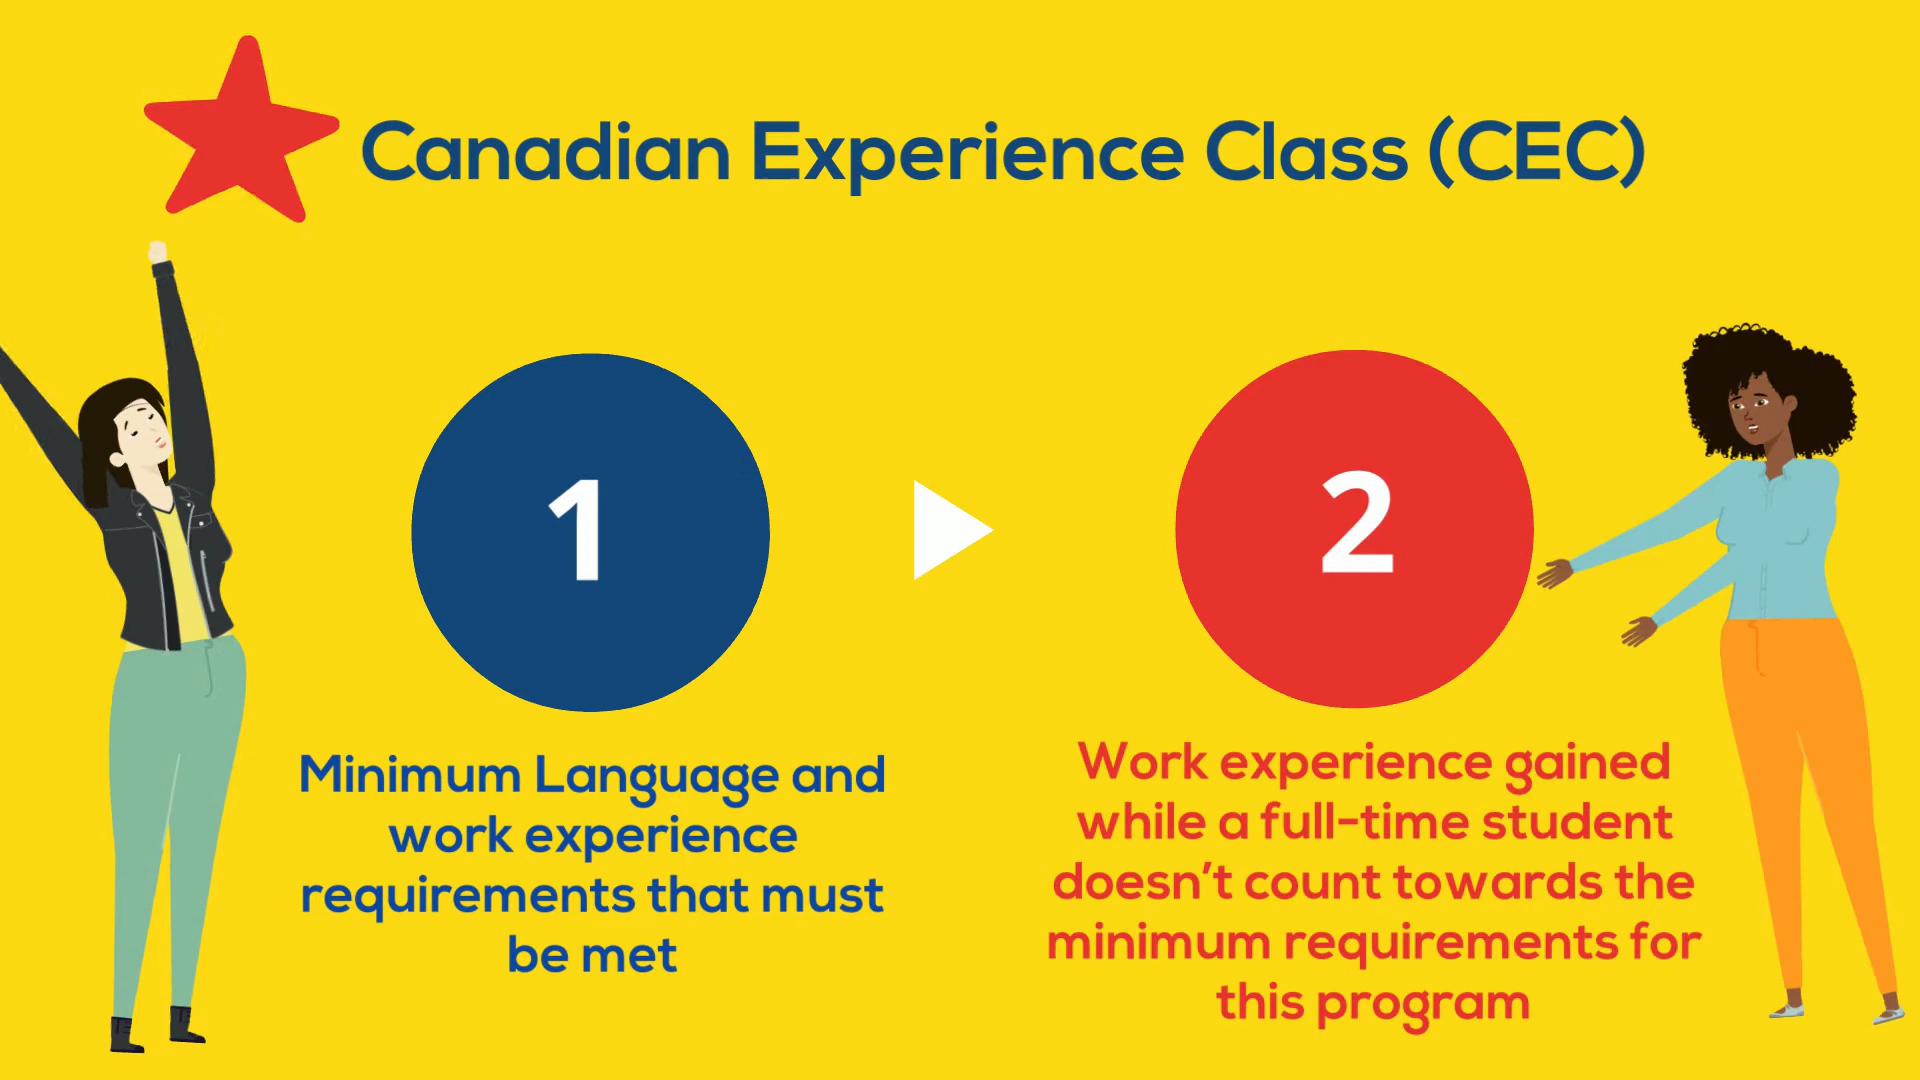 Canadian Experience Class (CEC)
1
2
Minimum Language and
work experience
requirements that must
be met
Work experience gained
while a full-time student
doesn't count towards the
minimum requirements for
this program